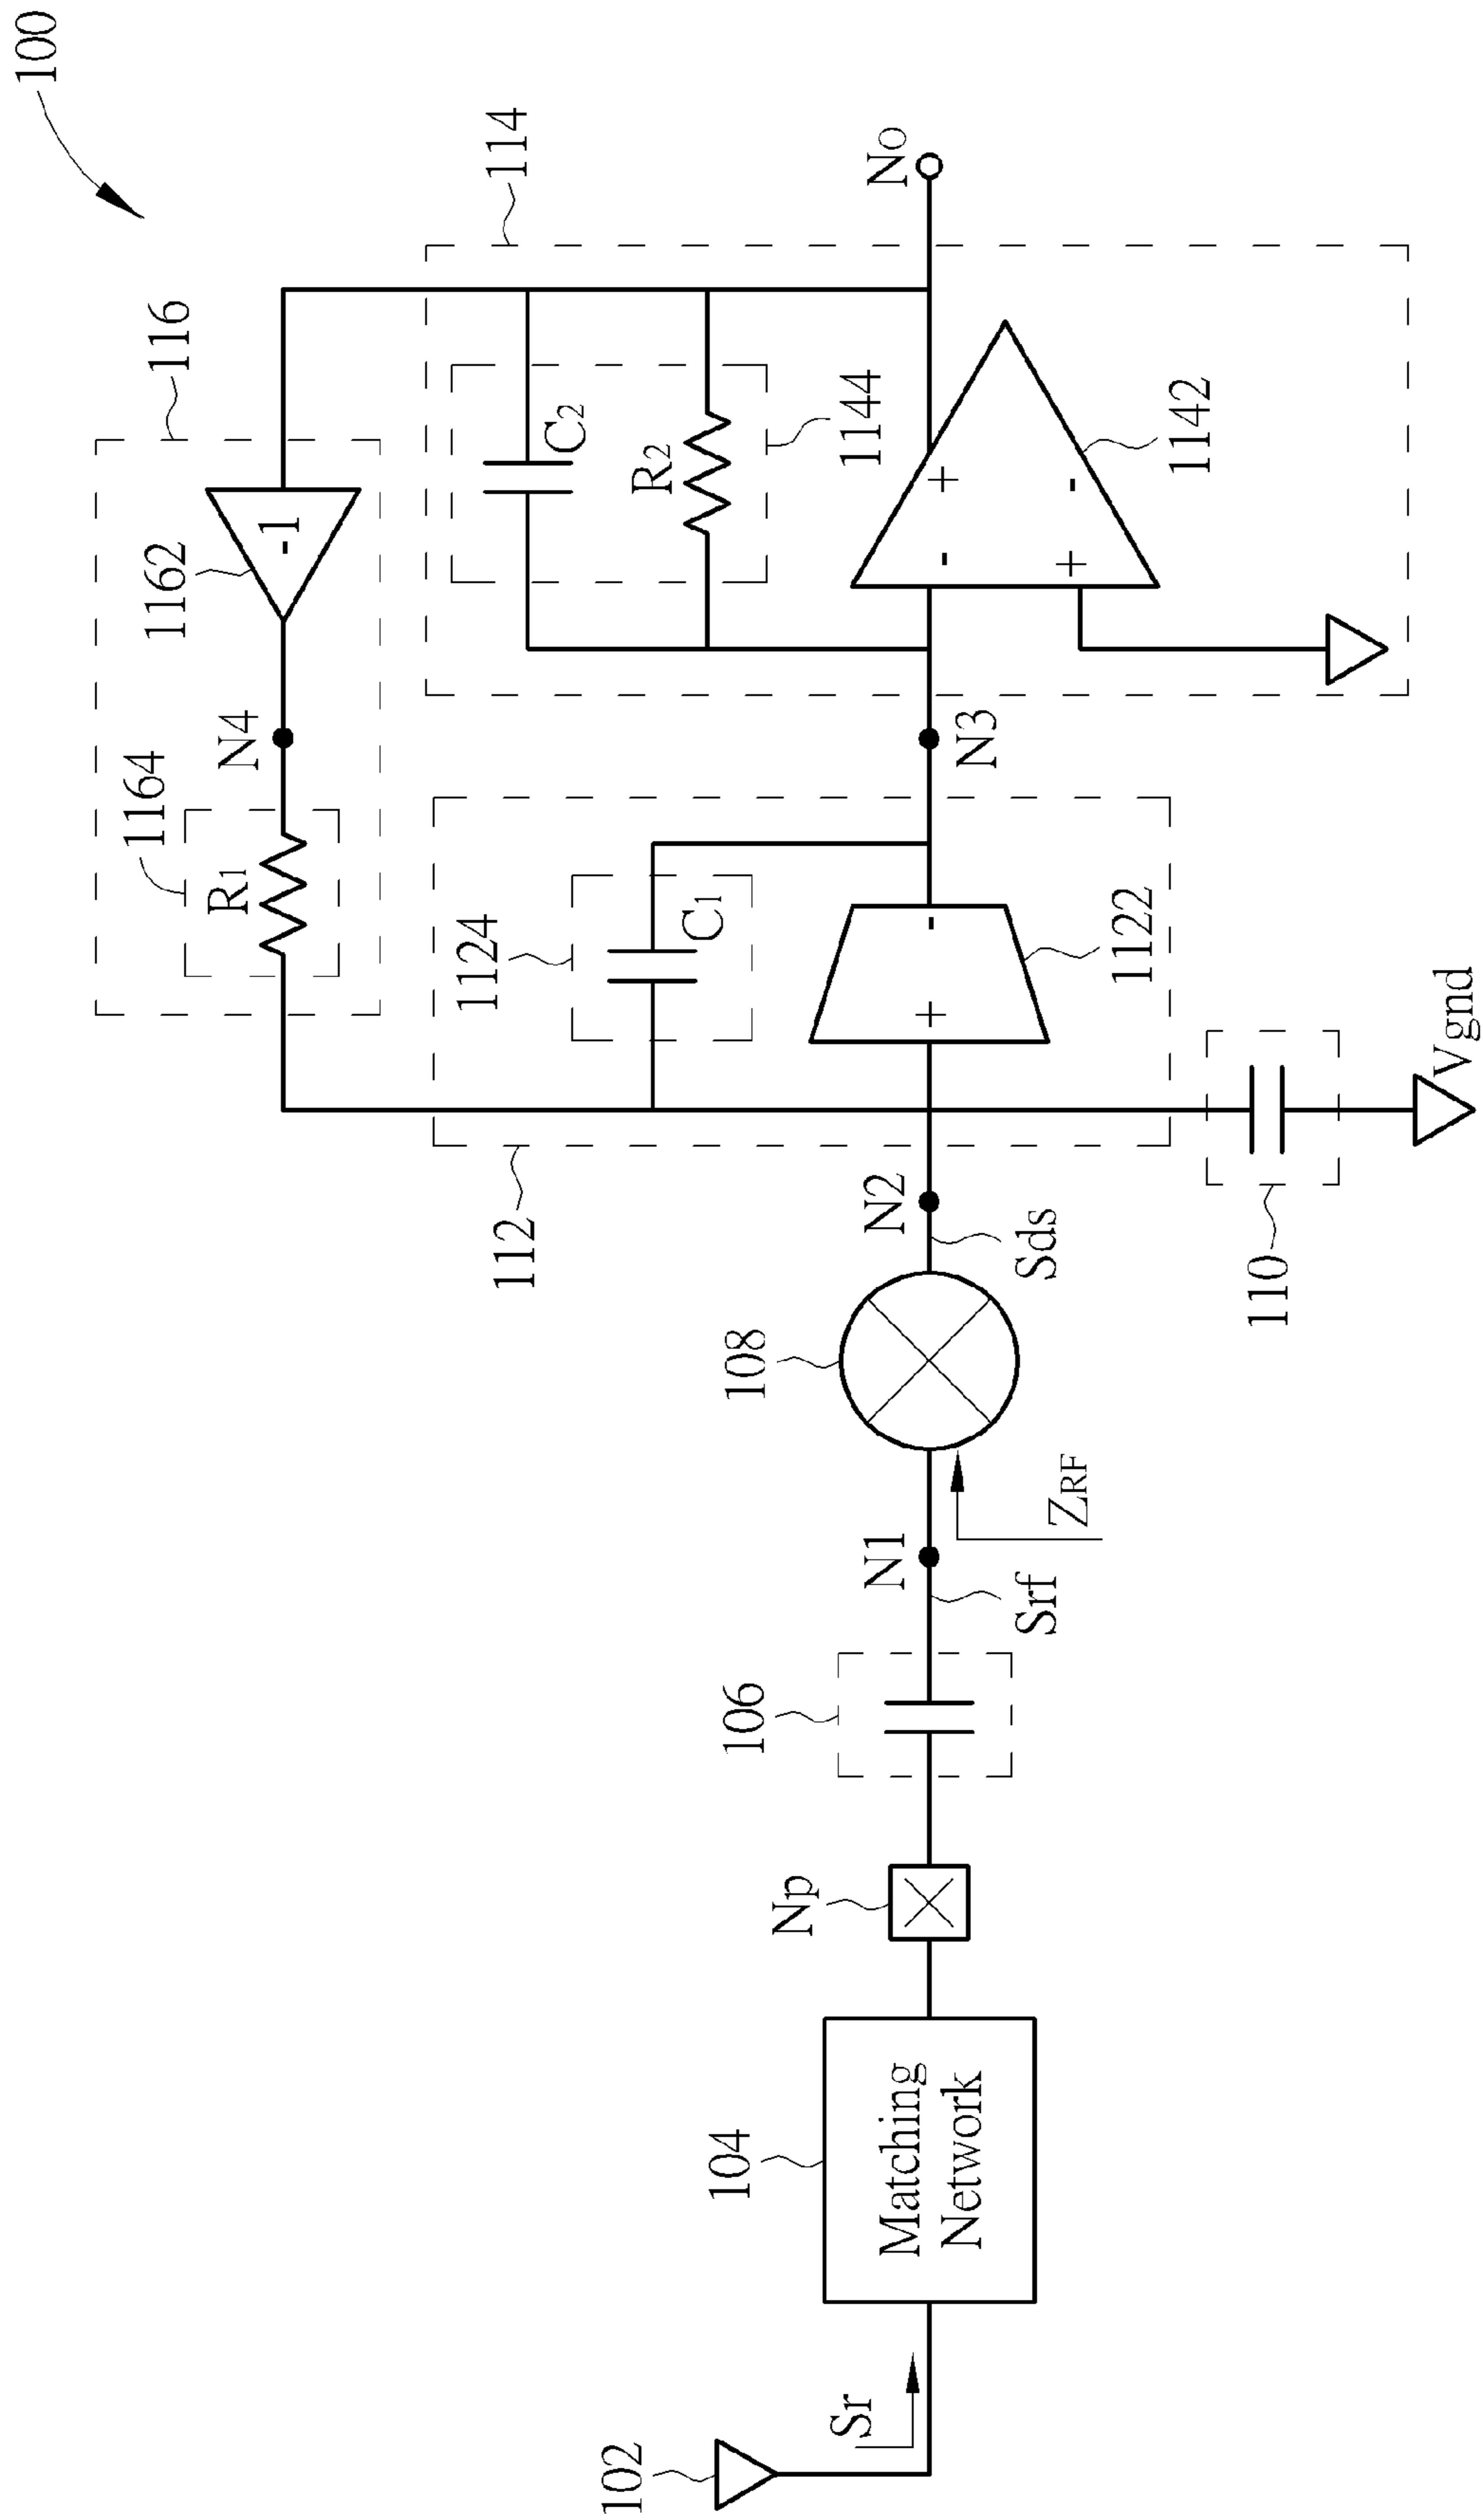 100
116
1162
-1
N4
1164
R1
114
C2
R2
1144
No
+
-
-
+
1142
1124
C1
N3
112
+
-
1122
N2
Sds
110
Vgnd
108
ZRF
N1
Srf
106
Np
104
Matching
Network
Sr
102